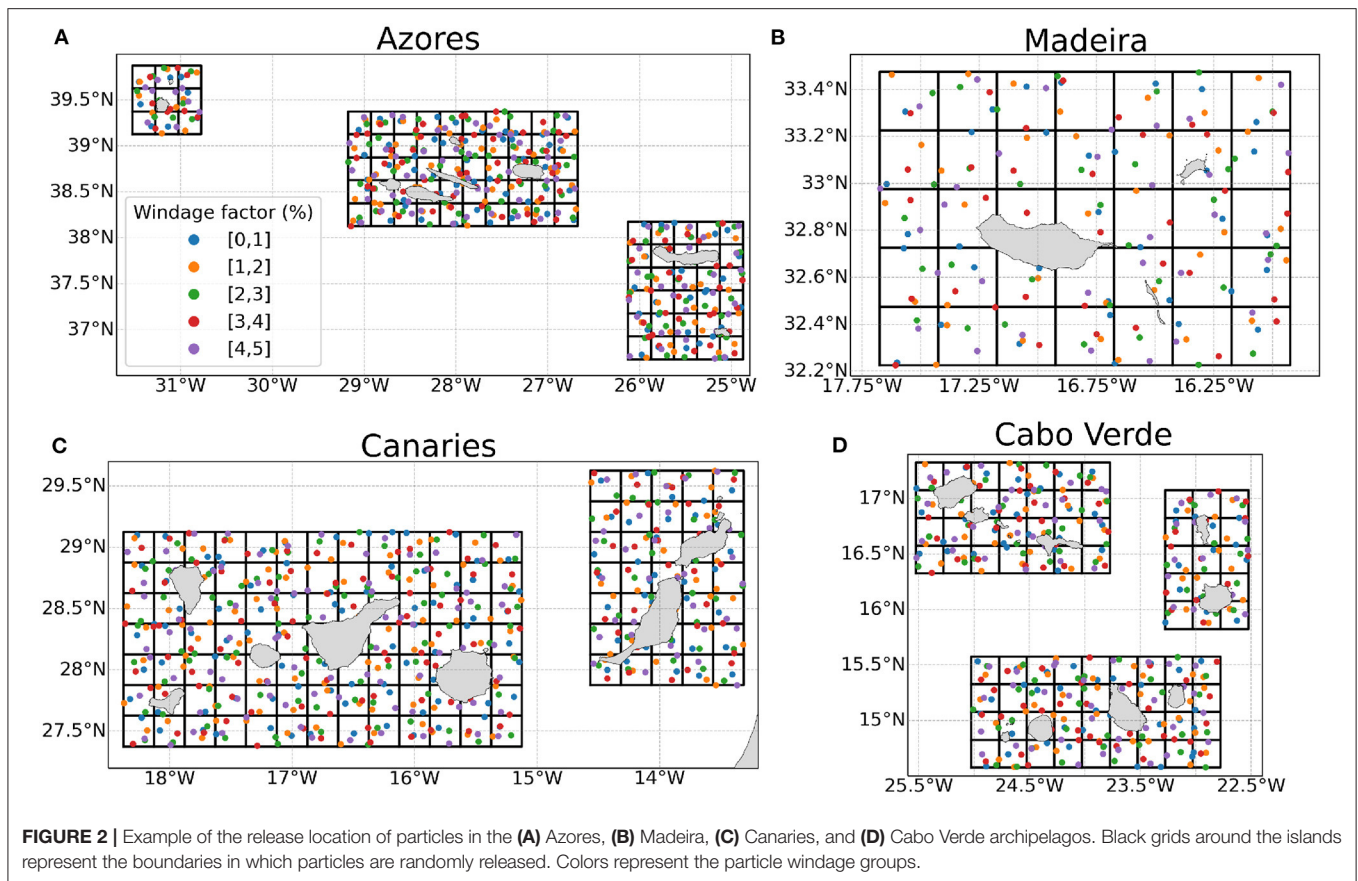 A
Azores
39.5°N
39°N
38.5°N
38°N
37.5°N
37°N
Windage factor (%)
[0,1]
[1,2]
[2,3]
[3,4]
[4,5]
31°W 30°W 29°W 28°W 27°W 26°W 25°W
B
Madeira
33.4°N
33.2°N
33°N
32.8°N
32.6°N
32.4°N
32.2°N
17.75°W 17.25°W 16.75°W 16.25°W
C
Canaries
29.5°N
29°N
28.5°N
28°N
27.5°N
18°W 17°W 16°W 15°W 14°W
D
Cabo Verde
17°N
16.5°N
16°N
15.5°N
15°N
25.5°W 24.5°W 23.5°W 22.5°W
FIGURE 2 | Example of the release location of particles in the (A) Azores, (B) Madeira, (C) Canaries, and (D) Cabo Verde archipelagos. Black grids around the islands
represent the boundaries in which particles are randomly released. Colors represent the particle windage groups.